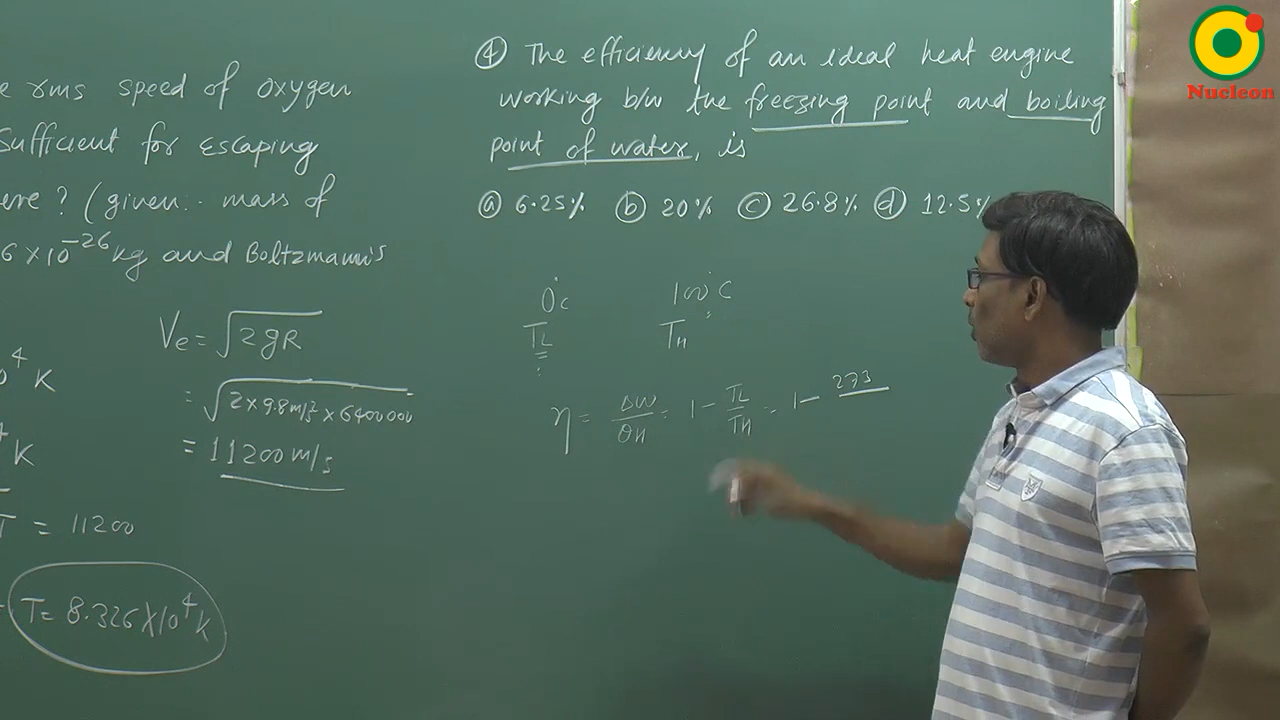 e rms speed of oxygen
Sufficient for escaping
ere? (given:- mass of
6×10⁻²⁶ kg and Boltzmann's
Ve = √2gR
0⁴ K
= √2×9.8m/s²×6400000
K
= 11200 m/s
T = 11200
T = 8.326×10⁴ K
④ The efficiency of an ideal heat engine
working b/w the freezing point and boiling
point of water, is
ⓐ 6.25% ⓑ 20% ⓒ 26.8% ⓓ 12.5%
0°C 100°C
TL TH
η = ΔW/QH = 1 - TL/TH = 1 - 273
Nucleon